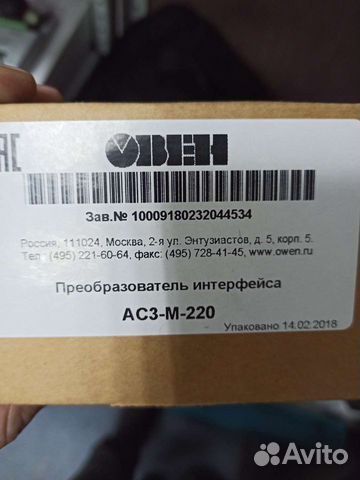 EAC
ОВЕН
Зав.№ 10009180232044534
Россия, 111024, Москва, 2-я ул. Энтузиастов, д. 5, корп. 5.
Тел.: (495) 221-60-64, факс: (495) 728-41-45, www.owen.ru
Преобразователь интерфейса
АС3-М-220
Упаковано 14.02.2018
Avito